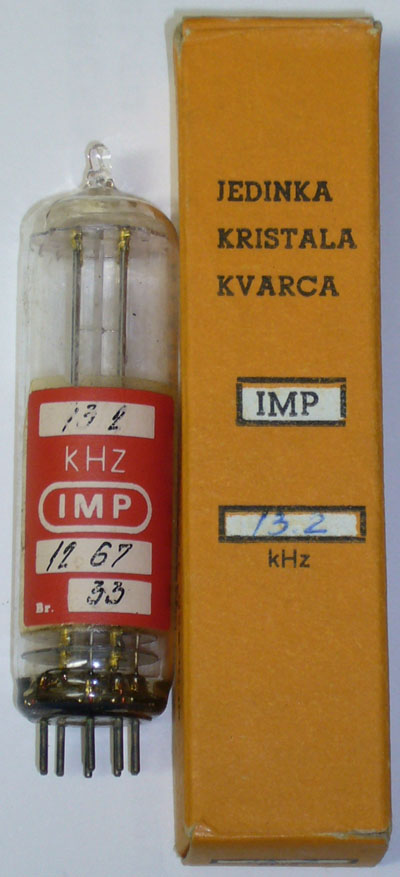 13.2
KHZ
IMP
12.67
Br. 33
JEDINKA
KRISTALA
KVARCA
IMP
13.2
kHz